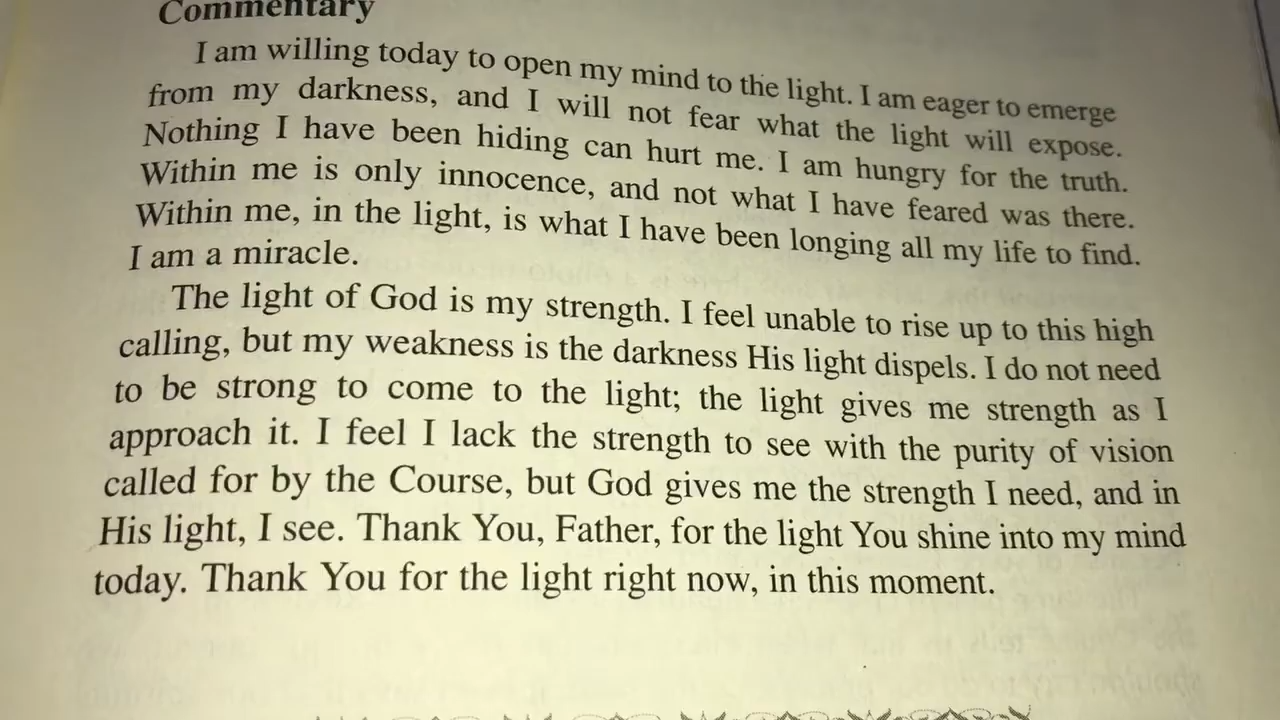 Commentary
I am willing today to open my mind to the light. I am eager to emerge
from my darkness, and I will not fear what the light will expose.
Nothing I have been hiding can hurt me. I am hungry for the truth.
Within me is only innocence, and not what I have feared was there.
Within me, in the light, is what I have been longing all my life to find.
I am a miracle.
The light of God is my strength. I feel unable to rise up to this high
calling, but my weakness is the darkness His light dispels. I do not need
to be strong to come to the light; the light gives me strength as I
approach it. I feel I lack the strength to see with the purity of vision
called for by the Course, but God gives me the strength I need, and in
His light, I see. Thank You, Father, for the light You shine into my mind
today. Thank You for the light right now, in this moment.